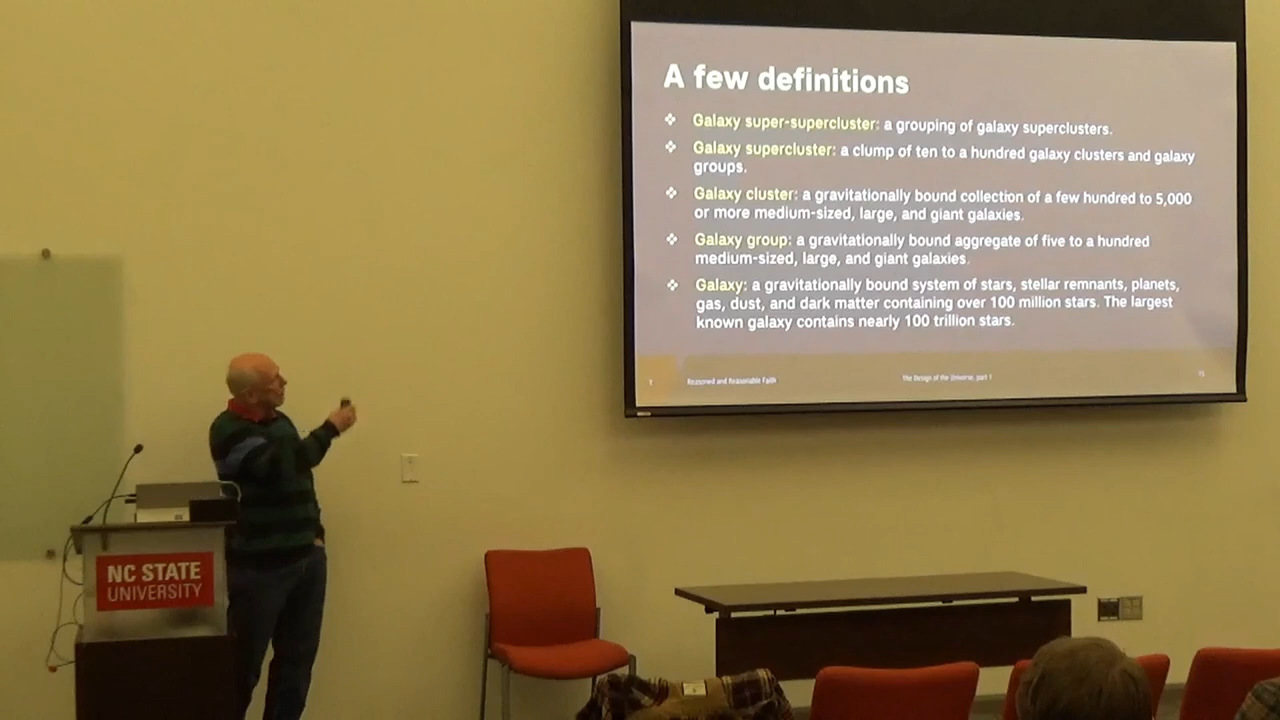 A few definitions
❖ Galaxy super-supercluster: a grouping of galaxy superclusters.
❖ Galaxy supercluster: a clump of ten to a hundred galaxy clusters and galaxy
groups.
❖ Galaxy cluster: a gravitationally bound collection of a few hundred to 5,000
or more medium-sized, large, and giant galaxies.
❖ Galaxy group: a gravitationally bound aggregate of five to a hundred
medium-sized, large, and giant galaxies.
❖ Galaxy: a gravitationally bound system of stars, stellar remnants, planets,
gas, dust, and dark matter containing over 100 million stars. The largest
known galaxy contains nearly 100 trillion stars.
Reasoned and Reasonable Faith
The Design of the Universe, part 1
NC STATE
UNIVERSITY